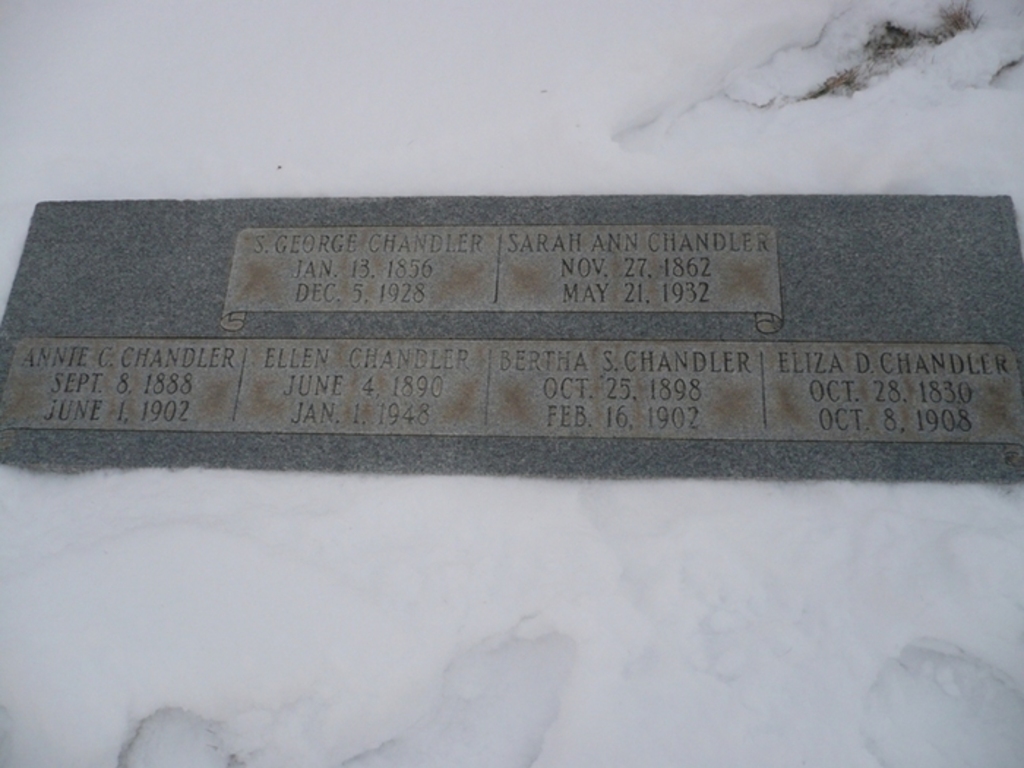 S. GEORGE CHANDLER
JAN. 13, 1856
DEC. 5, 1928
SARAH ANN CHANDLER
NOV. 27, 1862
MAY 21, 1932
ANNIE C. CHANDLER
SEPT. 8, 1888
JUNE 1, 1902
ELLEN CHANDLER
JUNE 4, 1890
JAN. 1, 1948
BERTHA S. CHANDLER
OCT. 25, 1898
FEB. 16, 1902
ELIZA D. CHANDLER
OCT. 28, 1830
OCT. 8, 1908